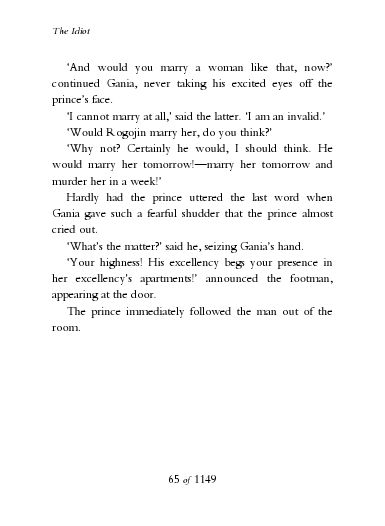 The Idiot
‘And would you marry a woman like that, now?’
continued Gania, never taking his excited eyes off the
prince’s face.
‘I cannot marry at all,’ said the latter. ‘I am an invalid.’
‘Would Rogojin marry her, do you think?’
‘Why not? Certainly he would, I should think. He
would marry her tomorrow!—marry her tomorrow and
murder her in a week!’
Hardly had the prince uttered the last word when
Gania gave such a fearful shudder that the prince almost
cried out.
‘What’s the matter?’ said he, seizing Gania’s hand.
‘Your highness! His excellency begs your presence in
her excellency’s apartments!’ announced the footman,
appearing at the door.
The prince immediately followed the man out of the
room.
65 of 1149